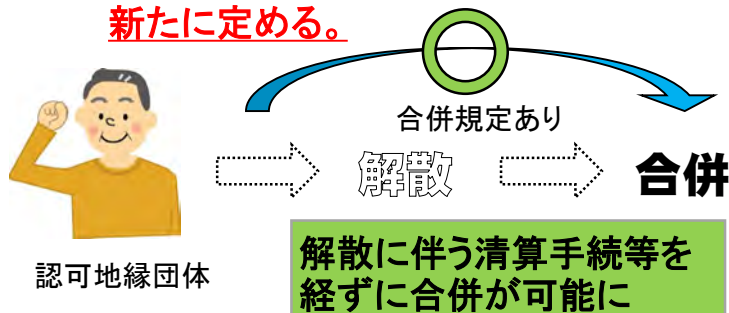 新たに定める。
合併規定あり
解散
合併
認可地縁団体
解散に伴う清算手続等を
経ずに合併が可能に